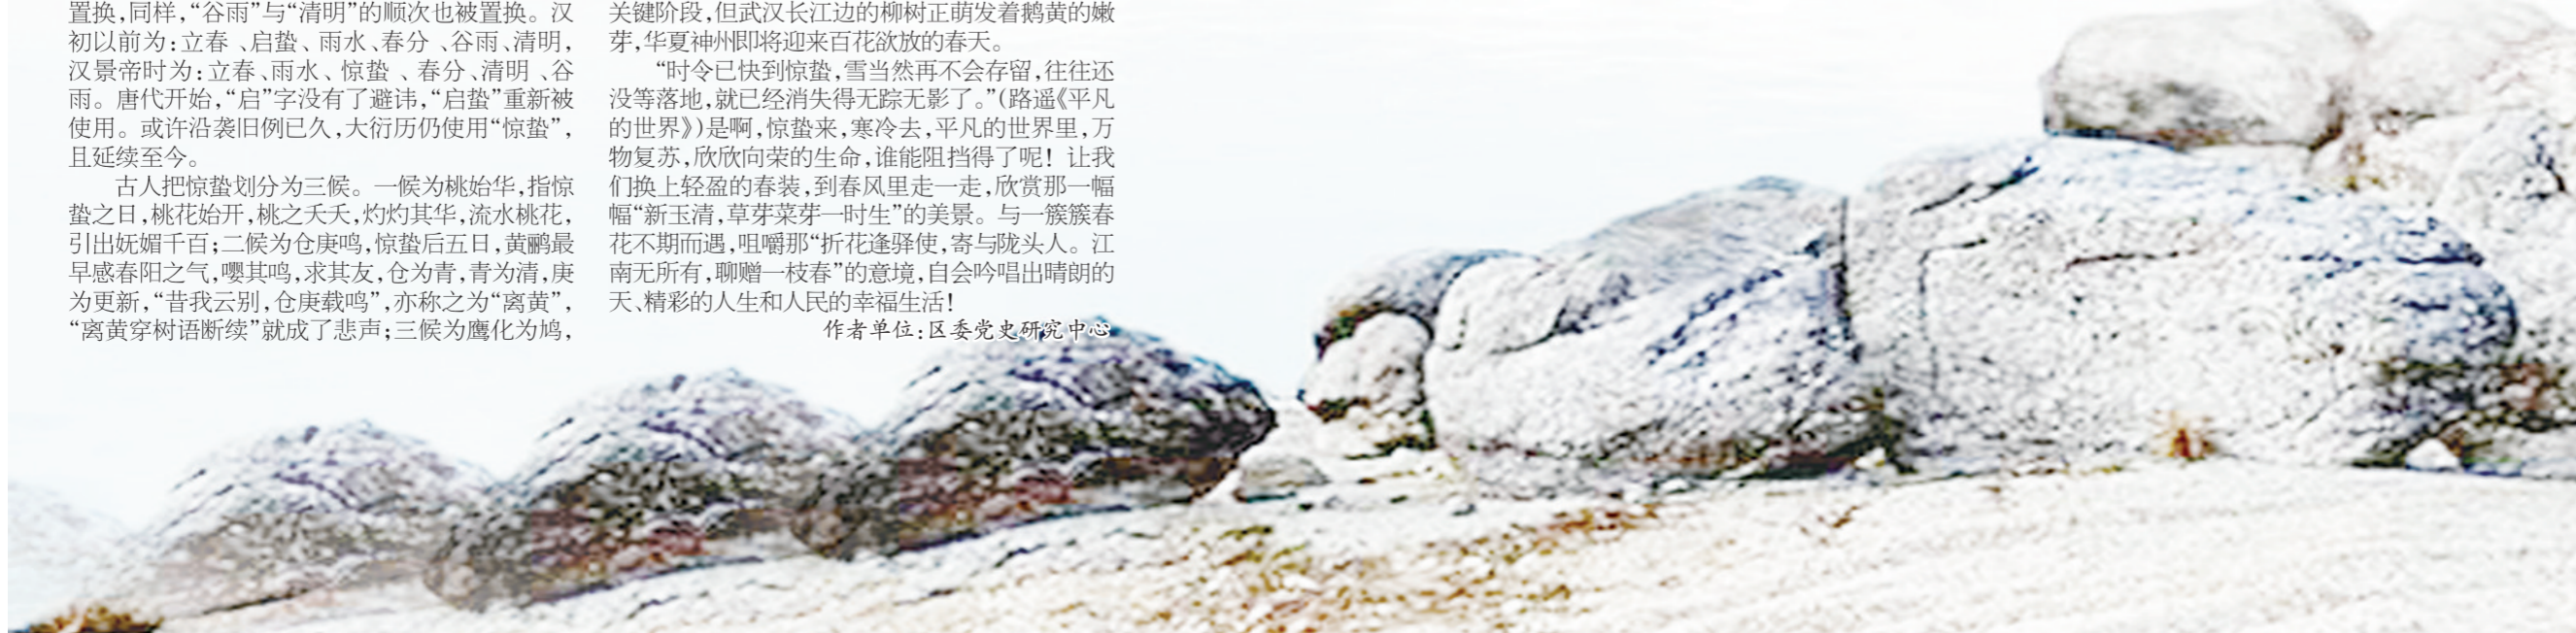 置换,同样,“谷雨”与“清明”的顺次也被置换。汉
初以前为:立春、启蛰、雨水、春分、谷雨、清明,
汉景帝时为:立春、雨水、惊蛰、春分、清明、谷
雨。唐代开始,“启”字没有了避讳,“启蛰”重新被
使用。或许沿袭旧例已久,大衍历仍使用“惊蛰”,
且延续至今。
古人把惊蛰划分为三候。一候为桃始华,指惊
蛰之日,桃花始开,桃之夭夭,灼灼其华,流水桃花,
引出妩媚千百;二候为仓庚鸣,惊蛰后五日,黄鹂最
早感春阳之气,嘤其鸣,求其友,仓为青,青为清,庚
为更新,“昔我云别,仓庚载鸣”,亦称之为“离黄”,
“离黄穿树语断续”就成了悲声;三候为鹰化为鸠,
关键阶段,但武汉长江边的柳树正萌发着鹅黄的嫩
芽,华夏神州即将迎来百花欲放的春天。
“时令已快到惊蛰,雪当然再不会存留,往往还
没等落地,就已经消失得无踪无影了。”(路遥《平凡
的世界》)是啊,惊蛰来,寒冷去,平凡的世界里,万
物复苏,欣欣向荣的生命,谁能阻挡得了呢!让我
们换上轻盈的春装,到春风里走一走,欣赏那一幅
幅“新玉清,草芽菜芽一时生”的美景。与一簇簇春
花不期而遇,咀嚼那“折花逢驿使,寄与陇头人。江
南无所有,聊赠一枝春”的意境,自会吟唱出晴朗的
天、精彩的人生和人民的幸福生活!
作者单位:区委党史研究中心